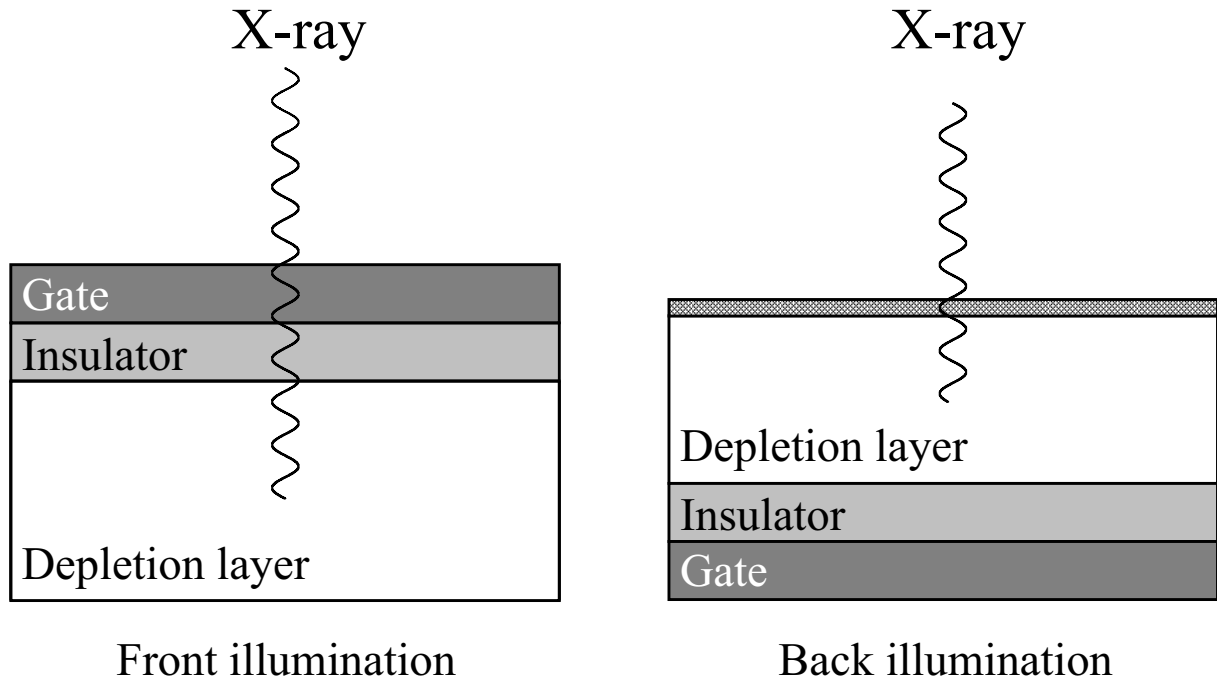 X-ray
Gate
Insulator
Depletion layer
Front illumination
X-ray
Depletion layer
Insulator
Gate
Back illumination